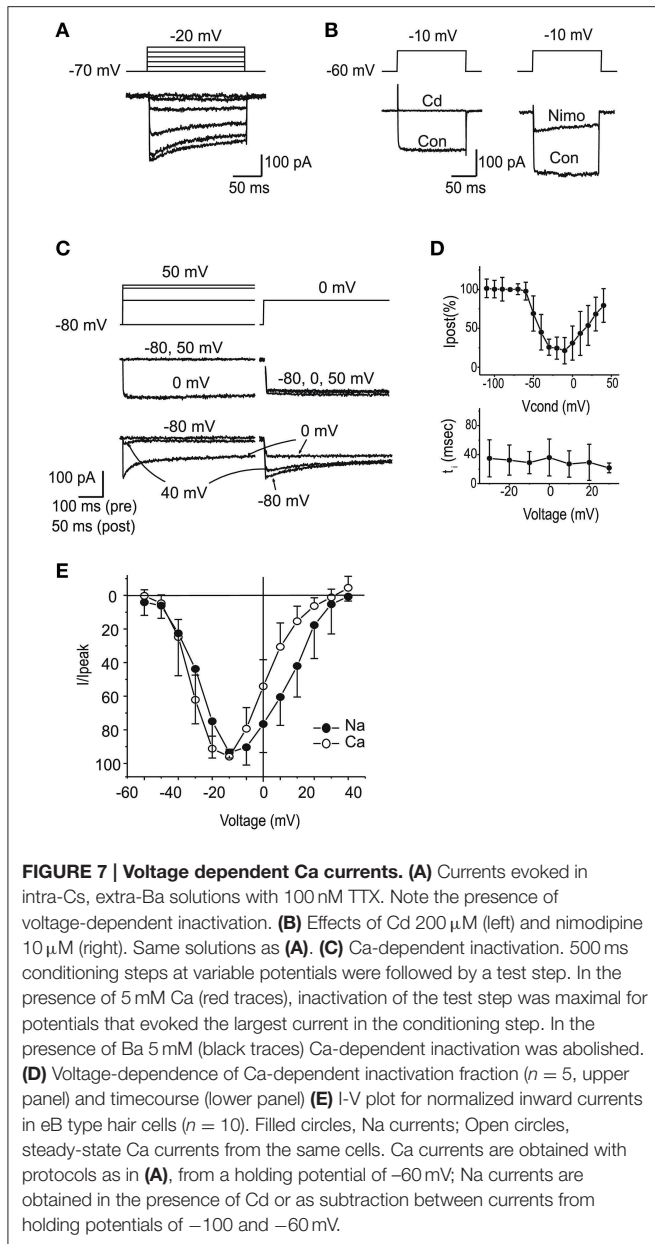 A
-20 mV
-70 mV
100 pA
50 ms
B
-10 mV
-10 mV
-60 mV
Cd
Con
Nimo
Con
100 pA
50 ms
C
50 mV
0 mV
-80 mV
-80, 50 mV
0 mV
-80, 0, 50 mV
0 mV
40 mV
-80 mV
100 pA
100 ms (pre)
50 ms (post)
D
Ipost(%)
100
50
0
-100
-50
0
50
Vcond (mV)
ti (msec)
80
40
0
-20
0
20
Voltage (mV)
E
I/Ipeak
0
20
40
60
80
100
Na
Ca
-60
-40
-20
0
20
40
Voltage (mV)
FIGURE 7 | Voltage dependent Ca currents. (A) Currents evoked in
intra-Cs, extra-Ba solutions with 100 nM TTX. Note the presence of
voltage-dependent inactivation. (B) Effects of Cd 200 μM (left) and nimodipine
10 μM (right). Same solutions as (A). (C) Ca-dependent inactivation. 500 ms
conditioning steps at variable potentials were followed by a test step. In the
presence of 5 mM Ca (red traces), inactivation of the test step was maximal for
potentials that evoked the largest current in the conditioning step. In the
presence of Ba 5 mM (black traces) Ca-dependent inactivation was abolished.
(D) Voltage-dependence of Ca-dependent inactivation fraction (n = 5, upper
panel) and timecourse (lower panel) (E) I-V plot for normalized inward currents
in eB type hair cells (n = 10). Filled circles, Na currents; Open circles,
steady-state Ca currents from the same cells. Ca currents are obtained with
protocols as in (A), from a holding potential of –60 mV; Na currents are
obtained in the presence of Cd or as subtraction between currents from
holding potentials of −100 and −60 mV.